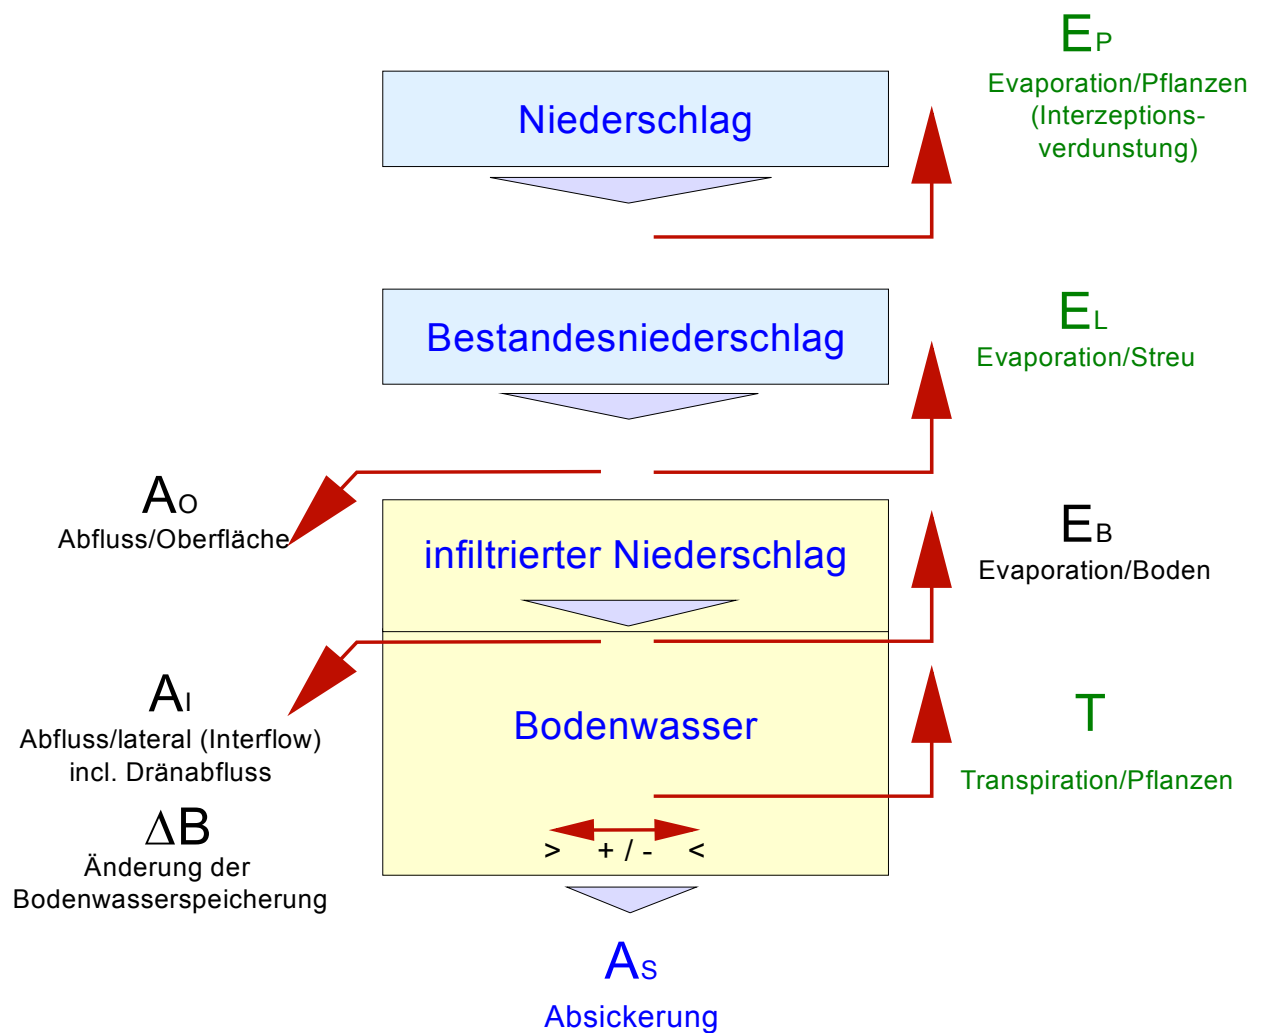 EP
Evaporation/Pflanzen
(Interzeptions-
verdunstung)
Niederschlag
Bestandesniederschlag
EL
Evaporation/Streu
AO
Abfluss/Oberfläche
infiltrierter Niederschlag
EB
Evaporation/Boden
AI
Abfluss/lateral (Interflow)
incl. Dränabfluss
Bodenwasser
T
Transpiration/Pflanzen
ΔB
Änderung der
Bodenwasserspeicherung
> + / - <
AS
Absickerung